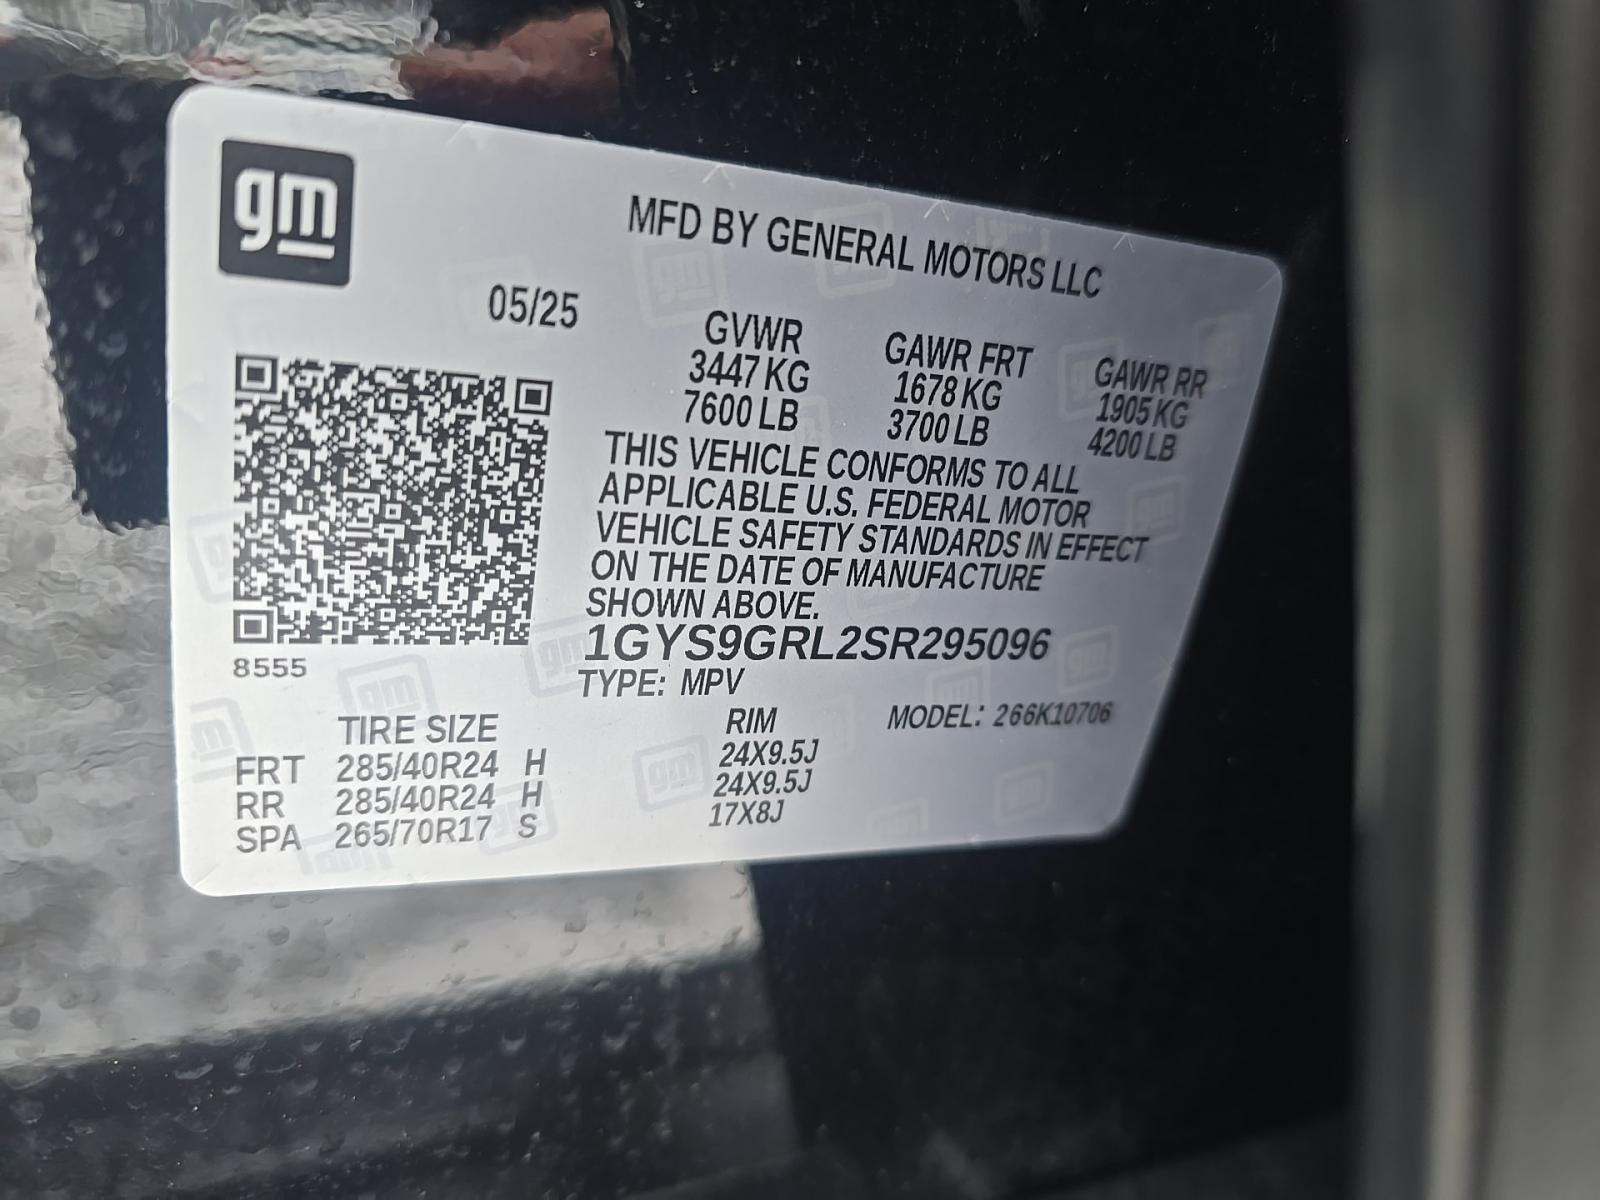 gm
MFD BY GENERAL MOTORS LLC
05/25
GVWR GAWR FRT GAWR RR
3447 KG 1678 KG 1905 KG
7600 LB 3700 LB 4200 LB
THIS VEHICLE CONFORMS TO ALL
APPLICABLE U.S. FEDERAL MOTOR
VEHICLE SAFETY STANDARDS IN EFFECT
ON THE DATE OF MANUFACTURE
SHOWN ABOVE.
1GYS9GRL2SR295096
8555
TYPE: MPV
MODEL: 266K10706
TIRE SIZE RIM
FRT 285/40R24 H 24X9.5J
RR 285/40R24 H 24X9.5J
SPA 265/70R17 S 17X8J